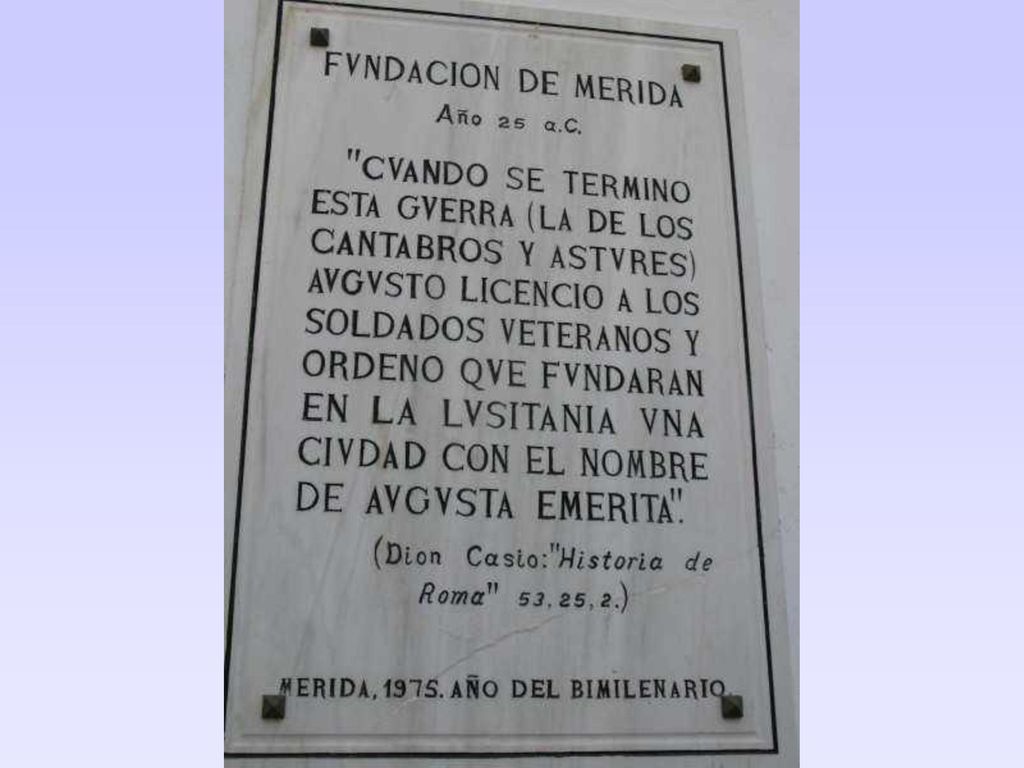 FVNDACION DE MERIDA
Año 25 a.C.
"CVANDO SE TERMINO
ESTA GVERRA (LA DE LOS
CANTABROS Y ASTVRES)
AVGVSTO LICENCIO A LOS
SOLDADOS VETERANOS Y
ORDENO QVE FVNDARAN
EN LA LVSITANIA VNA
CIVDAD CON EL NOMBRE
DE AVGVSTA EMERITA".
(Dion Casio:"Historia de
Roma" 53,25,2.)
MERIDA, 1975. AÑO DEL BIMILENARIO.